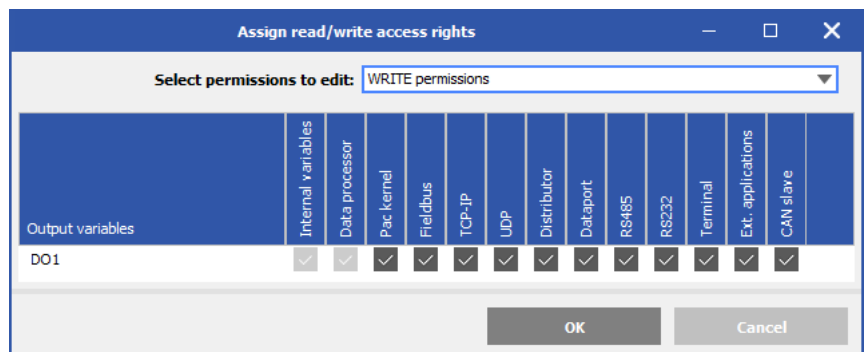 Assign read/write access rights
Select permissions to edit: WRITE permissions
Output variables
Internal variables
Data processor
Pac kernel
Fieldbus
TCP-IP
UDP
Distributor
Dataport
RS485
RS232
Terminal
Ext. applications
CAN slave
DO1
OK
Cancel